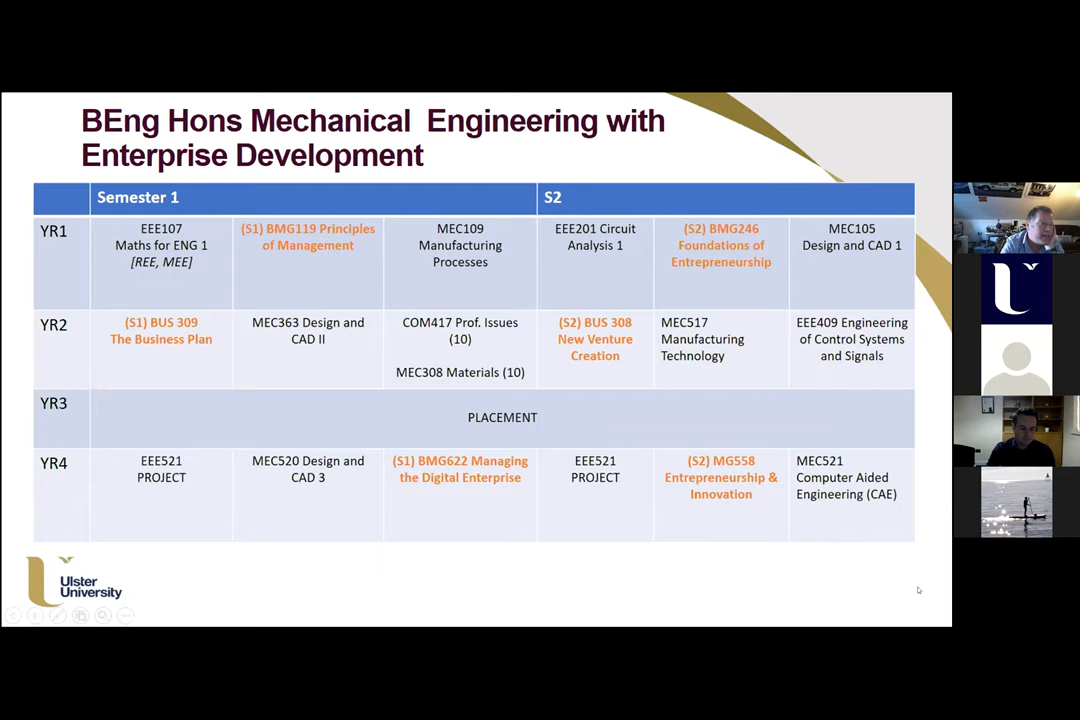 BEng Hons Mechanical Engineering with
Enterprise Development
Semester 1
S2
YR1
EEE107
Maths for ENG 1
[REE, MEE]
(S1) BMG119 Principles
of Management
MEC109
Manufacturing
Processes
EEE201 Circuit
Analysis 1
(S2) BMG246
Foundations of
Entrepreneurship
MEC105
Design and CAD 1
YR2
(S1) BUS 309
The Business Plan
MEC363 Design and
CAD II
COM417 Prof. Issues
(10)
MEC308 Materials (10)
(S2) BUS 308
New Venture
Creation
MEC517
Manufacturing
Technology
EEE409 Engineering
of Control Systems
and Signals
YR3
PLACEMENT
YR4
EEE521
PROJECT
MEC520 Design and
CAD 3
(S1) BMG622 Managing
the Digital Enterprise
EEE521
PROJECT
(S2) MG558
Entrepreneurship &
Innovation
MEC521
Computer Aided
Engineering (CAE)
Ulster
University